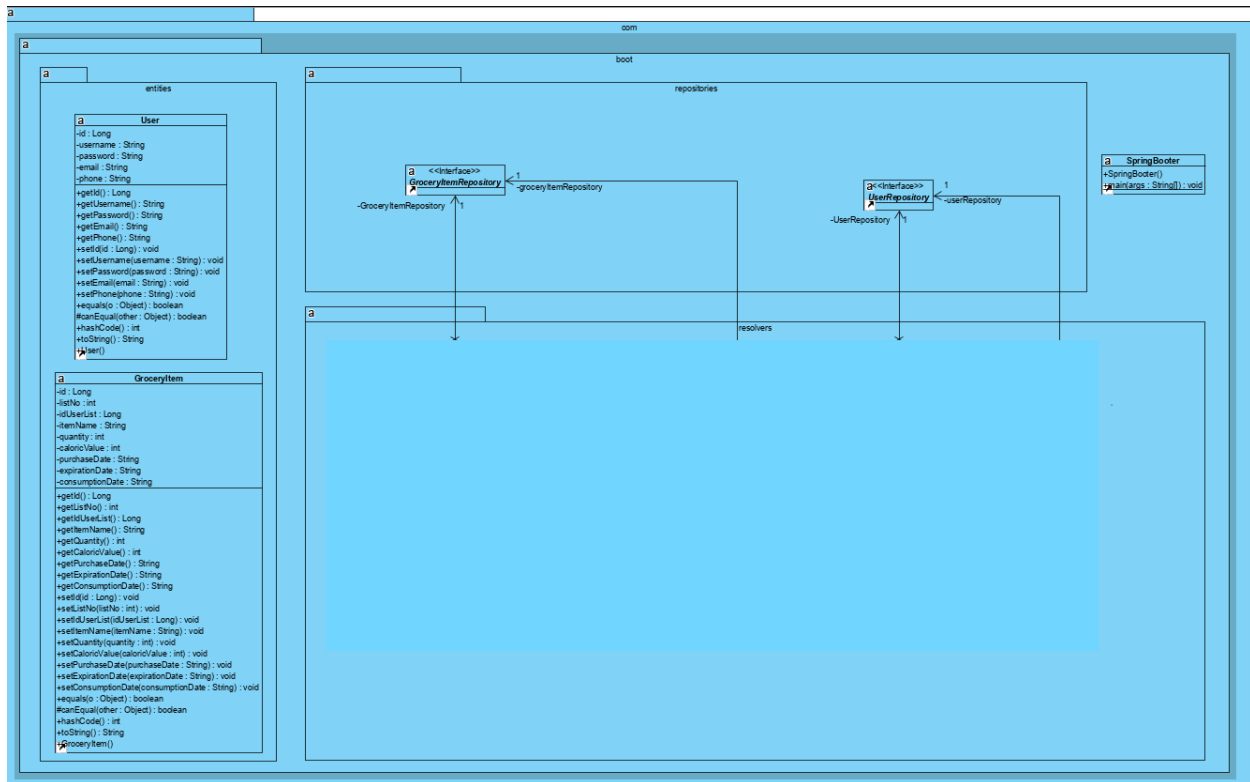 a
com
a
boot
a
entities
a User
-id : Long
-username : String
-password : String
-email : String
-phone : String
+getId() : Long
+getUsername() : String
+getPassword() : String
+getEmail() : String
+getPhone() : String
+setId(id : Long) : void
+setUsername(username : String) : void
+setPassword(password : String) : void
+setEmail(email : String) : void
+setPhone(phone : String) : void
+equals(o : Object) : boolean
#canEqual(other : Object) : boolean
+hashCode() : int
+toString() : String
+User()
a GroceryItem
-id : Long
-listNo : int
-idUserList : Long
-itemName : String
-quantity : int
-caloricValue : int
-purchaseDate : String
-expirationDate : String
-consumptionDate : String
+getId() : Long
+getListNo() : int
+getIdUserList() : Long
+getItemName() : String
+getQuantity() : int
+getCaloricValue() : int
+getPurchaseDate() : String
+getExpirationDate() : String
+getConsumptionDate() : String
+setId(id : Long) : void
+setListNo(listNo : int) : void
+setIdUserList(idUserList : Long) : void
+setItemName(itemName : String) : void
+setQuantity(quantity : int) : void
+setCaloricValue(caloricValue : int) : void
+setPurchaseDate(purchaseDate : String) : void
+setExpirationDate(expirationDate : String) : void
+setConsumptionDate(consumptionDate : String) : void
+equals(o : Object) : boolean
#canEqual(other : Object) : boolean
+hashCode() : int
+toString() : String
+GroceryItem()
a
repositories
a <<Interface>>
GroceryItemRepository
1
-groceryItemRepository
-GroceryItemRepository
1
a <<Interface>>
UserRepository
1
-userRepository
-UserRepository
1
a SpringBooter
+SpringBooter()
+main(args : String[]) : void
a
resolvers